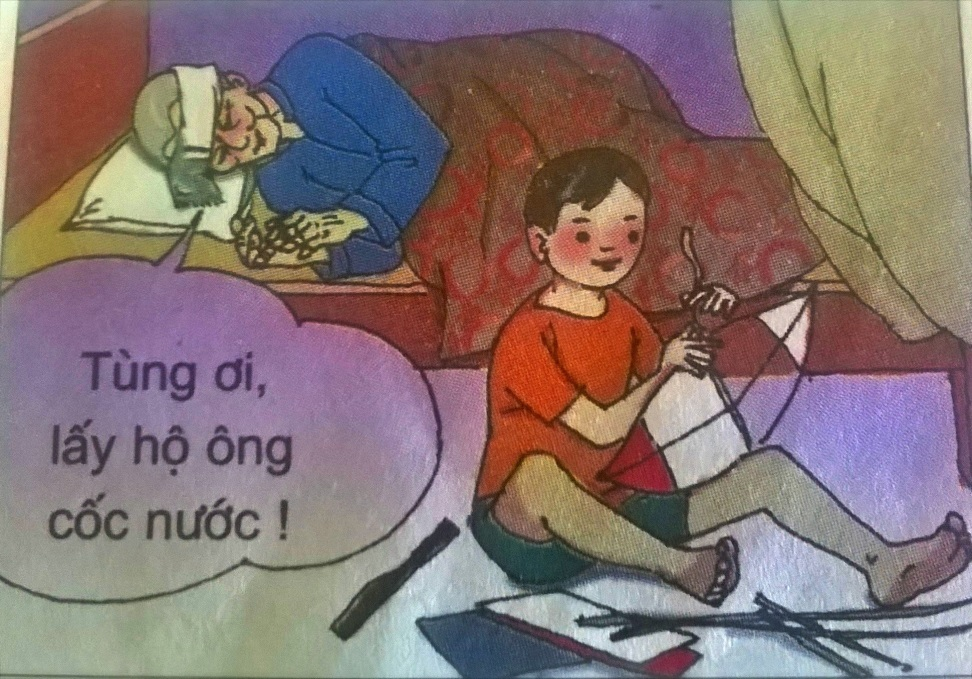 Tùng ơi,
lấy hộ ông
cốc nước !